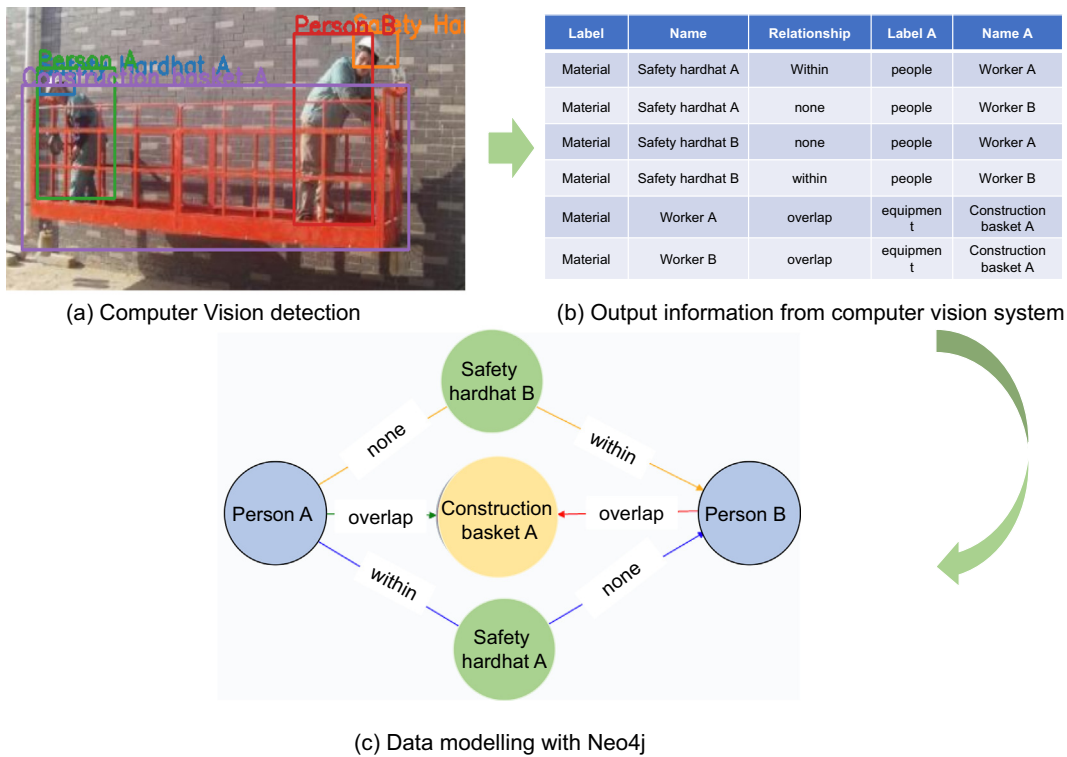 Person B
Safety Har
Person A
Safety Hardhat A
Construction basket A
Label Name Relationship Label A Name A
Material Safety hardhat A Within people Worker A
Material Safety hardhat A none people Worker B
Material Safety hardhat B none people Worker A
Material Safety hardhat B within people Worker B
Material Worker A overlap equipmen
t Construction
basket A
Material Worker B overlap equipmen
t Construction
basket A
(a) Computer Vision detection
(b) Output information from computer vision system
Safety
hardhat B
none
within
Person A
overlap
Construction
basket A
overlap
Person B
within
none
Safety
hardhat A
(c) Data modelling with Neo4j